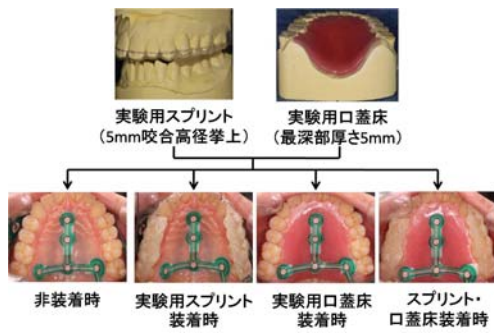 実験用スプリント
（5mm咬合高径挙上）
実験用口蓋床
（最深部厚さ5mm）
非装着時
実験用スプリント
装着時
実験用口蓋床
装着時
スプリント・
口蓋床装着時